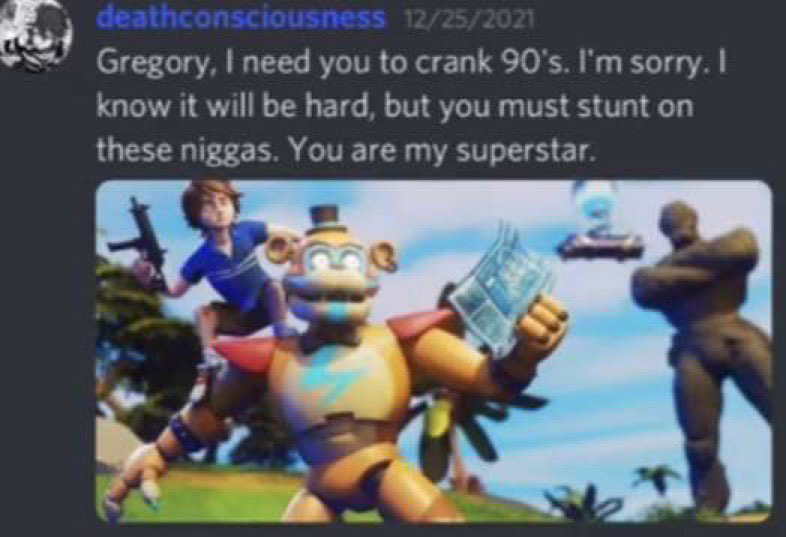 deathconsciousness 12/25/2021
Gregory, I need you to crank 90's. I'm sorry. I
know it will be hard, but you must stunt on
these niggas. You are my superstar.